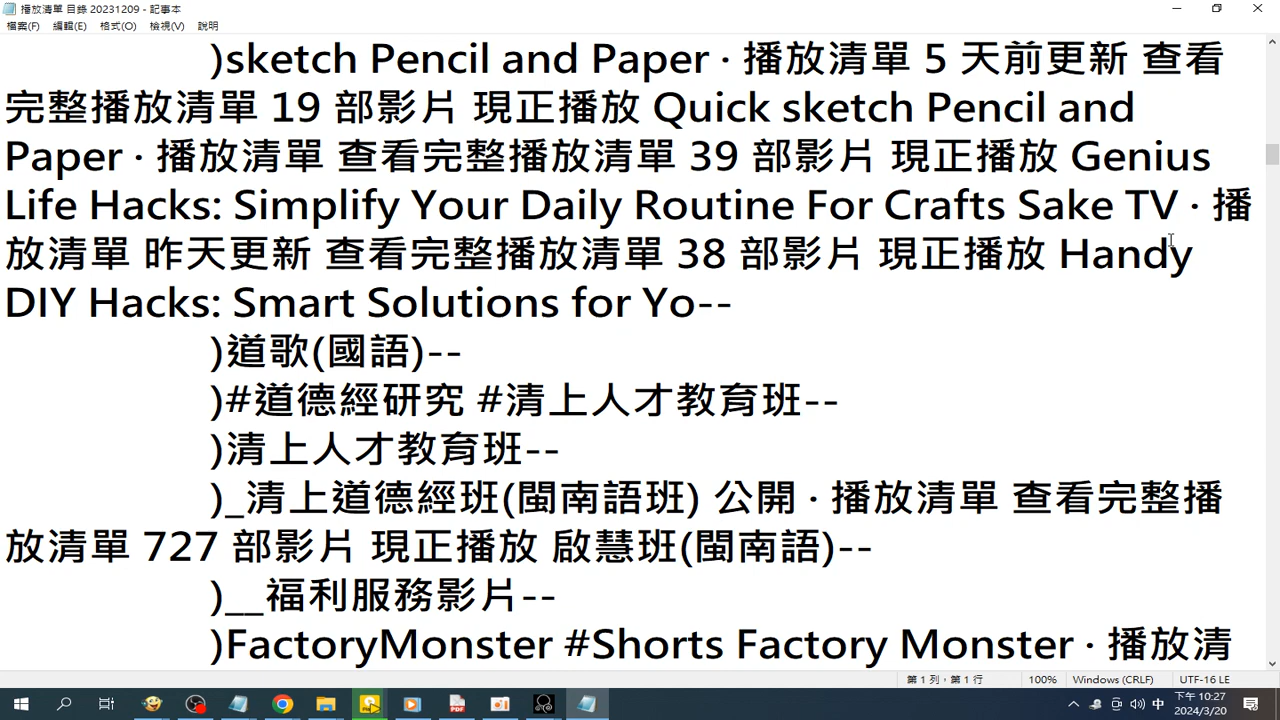 播放清單 目錄 20231209 - 記事本
檔案(F) 編輯(E) 格式(O) 檢視(V) 說明
)sketch Pencil and Paper · 播放清單 5 天前更新 查看
完整播放清單 19 部影片 現正播放 Quick sketch Pencil and
Paper · 播放清單 查看完整播放清單 39 部影片 現正播放 Genius
Life Hacks: Simplify Your Daily Routine For Crafts Sake TV · 播
放清單 昨天更新 查看完整播放清單 38 部影片 現正播放 Handy
DIY Hacks: Smart Solutions for Yo--
)道歌(國語)--
)#道德經研究 #清上人才教育班--
)清上人才教育班--
)_清上道德經班(閩南語班) 公開 · 播放清單 查看完整播
放清單 727 部影片 現正播放 啟慧班(閩南語)--
)__福利服務影片--
)FactoryMonster #Shorts Factory Monster · 播放清
第 1 列，第 1 行 100% Windows (CRLF) UTF-16 LE
中 下午 10:27
2024/3/20